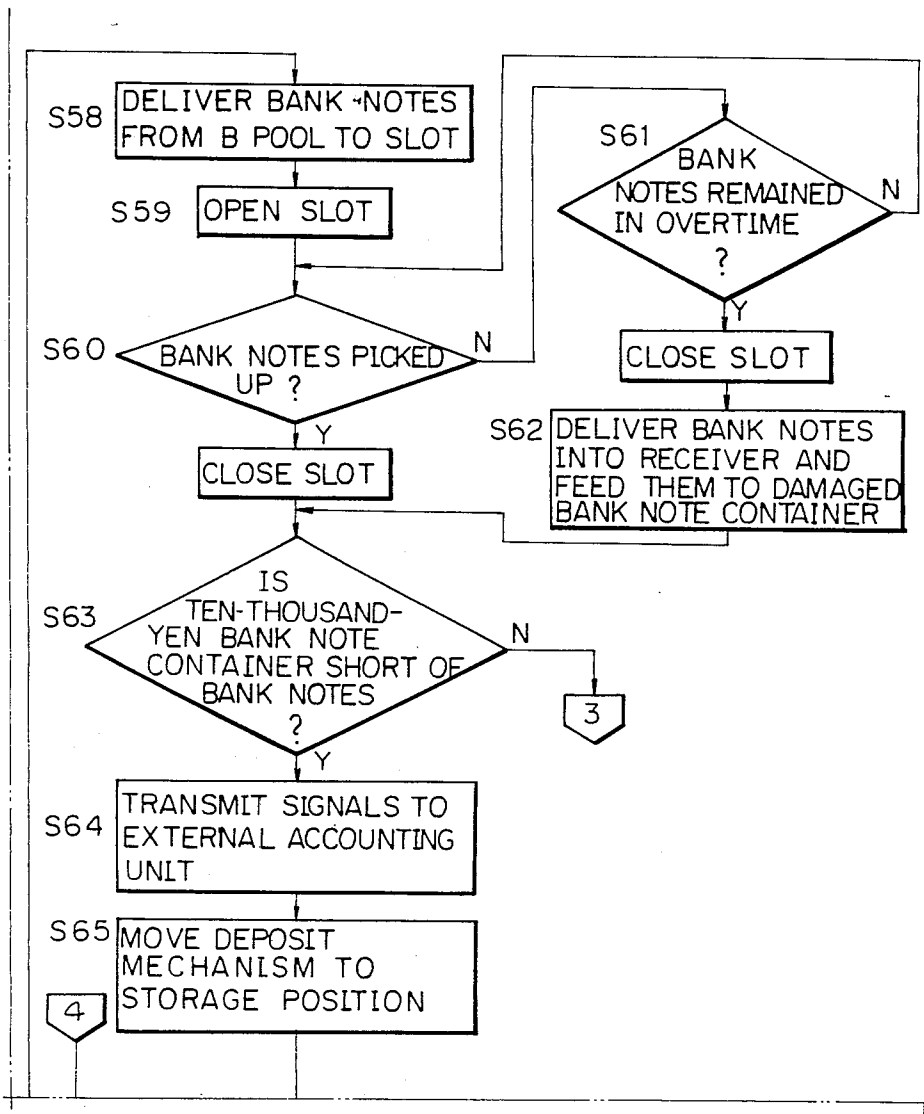 S58
DELIVER BANK NOTES
FROM B POOL TO SLOT
S59
OPEN SLOT
S60
BANK NOTES PICKED
UP ?
N
Y
CLOSE SLOT
S61
BANK
NOTES REMAINED
IN OVERTIME
?
N
Y
CLOSE SLOT
S62
DELIVER BANK NOTES
INTO RECEIVER AND
FEED THEM TO DAMAGED
BANK NOTE CONTAINER
S63
IS
TEN-THOUSAND-
YEN BANK NOTE
CONTAINER SHORT OF
BANK NOTES
?
N
3
Y
S64
TRANSMIT SIGNALS TO
EXTERNAL ACCOUNTING
UNIT
S65
MOVE DEPOSIT
MECHANISM TO
STORAGE POSITION
4